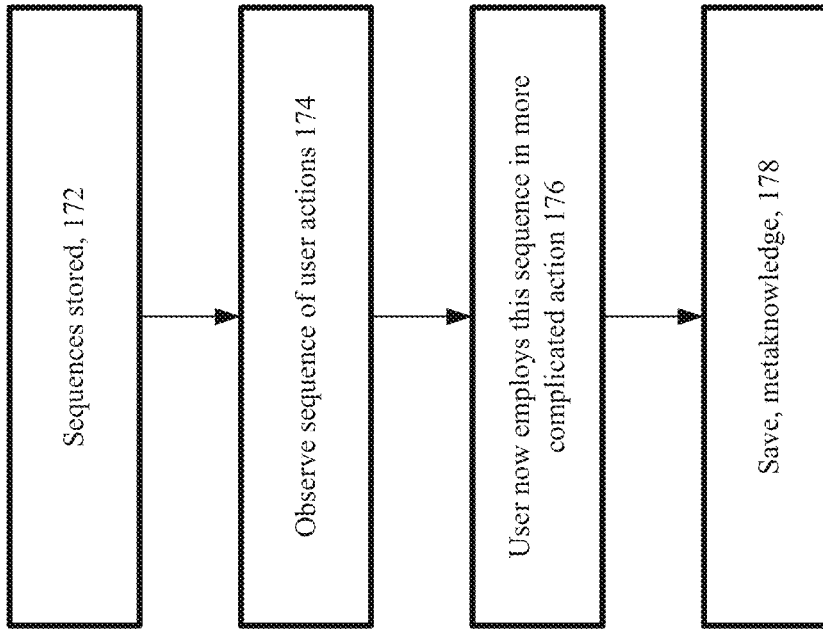 Sequences stored, 172
Observe sequence of user actions 174
User now employs this sequence in more
complicated action 176
Save, metaknowledge, 178